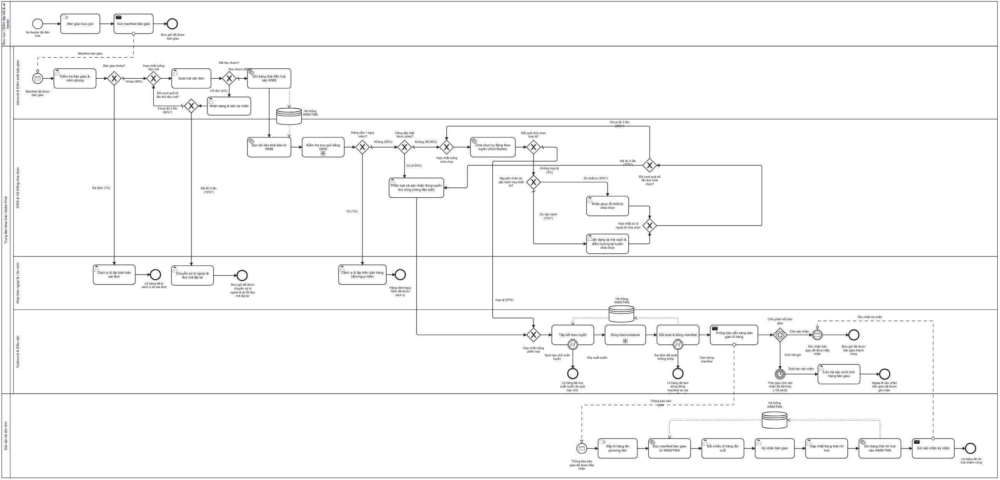 Bưu cục / Điểm tập kết & xe
feeder
Xe feeder đã đến
hub
Bàn giao bưu gửi
Gửi manifest bàn giao
Bưu gửi đã được
bàn giao
Trung tâm khai thác Viettel Post
Inbound & Kiểm soát bàn giao
Manifest bàn giao
Manifest đã được
bàn giao
Kiểm tra bàn giao &
niêm phong
Bàn giao khớp?
Khớp (99%)
Hợp nhất luồng
đọc mã
Quét mã vận đơn
Mã đọc được?
Đọc được (98%)
Ghi trạng thái đến hub
vào WMS
Lỗi đọc (2%)
Nhận dạng & dán lại nhãn
Đã vượt quá số
lần thử đọc mã?
Chưa đủ 3 lần
(90%*)
Hệ thống
WMS/TMS
DWS & Hệ thống chia chọn
Sai lệch (1%)
Đã đủ 3 lần
(10%*)
Đọc dữ liệu khai báo từ
WMS
Kiểm tra bưu gửi bằng
DWS
Hàng cấm / nguy
hiểm?
Không (99%)
Có (1%)
Hàng đặc biệt
được phép?
Không (95,96%)
Có (4,04%)
Hợp nhất luồng
chia chọn
Chia chọn tự động theo
tuyến (AGV/Sorter)
Kết quả chia chọn
hợp lệ?
Chưa đủ 3 lần
(90%*)
Đã đủ 3 lần
(10%*)
Đã vượt quá số
lần thử chia
chọn?
Phân loại và xác nhận đúng tuyến
thủ công (hàng đặc biệt)
Không hợp lệ
(3%)
Nguyên nhân do
vận hành hay thiết
bị?
Do thiết bị (30%*)
Khắc phục lỗi thiết bị
chia chọn
Do vận hành
(70%*)
Hợp nhất xử lý
ngoại lệ chia chọn
dạng lại mã vạch &
điều hướng lại tuyến
chia chọn
Khai thác ngoại lệ / An ninh
Cách ly & lập biên bản
sai lệch
Lô hàng đã bị
cách ly do sai lệch
Chuyển xử lý ngoại lệ
đọc mã lặp lại
Bưu gửi đã được
chuyển xử lý
ngoại lệ do lỗi đọc
mã lặp lại
Cách ly & lập biên bản hàng
cấm/nguy hiểm
Hàng cấm/nguy
hiểm đã được
cách ly
Hợp lệ (97%)
Outbound & Điều vận
Hệ thống
WMS/TMS
Hợp nhất luồng
phân loại
Tập kết theo tuyến
Đóng bao/container
Đối soát & đóng manifest
Thông báo sẵn sàng bàn
giao lô hàng
Quá hạn chờ xuất
tuyến
Hủy xuất tuyến
Lô hàng đã hủy
xuất tuyến do quá
hạn chờ
Sai lệch đối soát
không khớp
Tạm dừng
manifest
Lô hàng đã tạm
dừng đóng
manifest do sai
Chờ phản hồi bàn
giao
Chờ xác nhận
Xác nhận ký nhận
Xác nhận bàn
giao đã được tiếp
nhận
Bưu gửi đã được
bàn giao thành
công
Chờ hết giờ
Thời gian chờ xác
nhận đã kết thúc
(~30 phút)
Quá hạn xác nhận
Liên hệ xác minh tình
trạng bàn giao
Ngoại lệ xác nhận
bàn giao đã được
ghi nhận
Đội vận tải liên tỉnh
Thông báo bàn
giao
Hệ thống
WMS/TMS
Thông báo bàn
giao đã được tiếp
nhận
Xếp lô hàng lên
phương tiện
Đọc manifest bàn giao
từ WMS/TMS
Đối chiếu lô hàng lần
cuối
Ký nhận bàn giao
Cập nhật trạng thái rời
hub
Ghi trạng thái rời hub
vào WMS/TMS
Gửi xác nhận ký nhận
Lô hàng đã rời
hub thành công